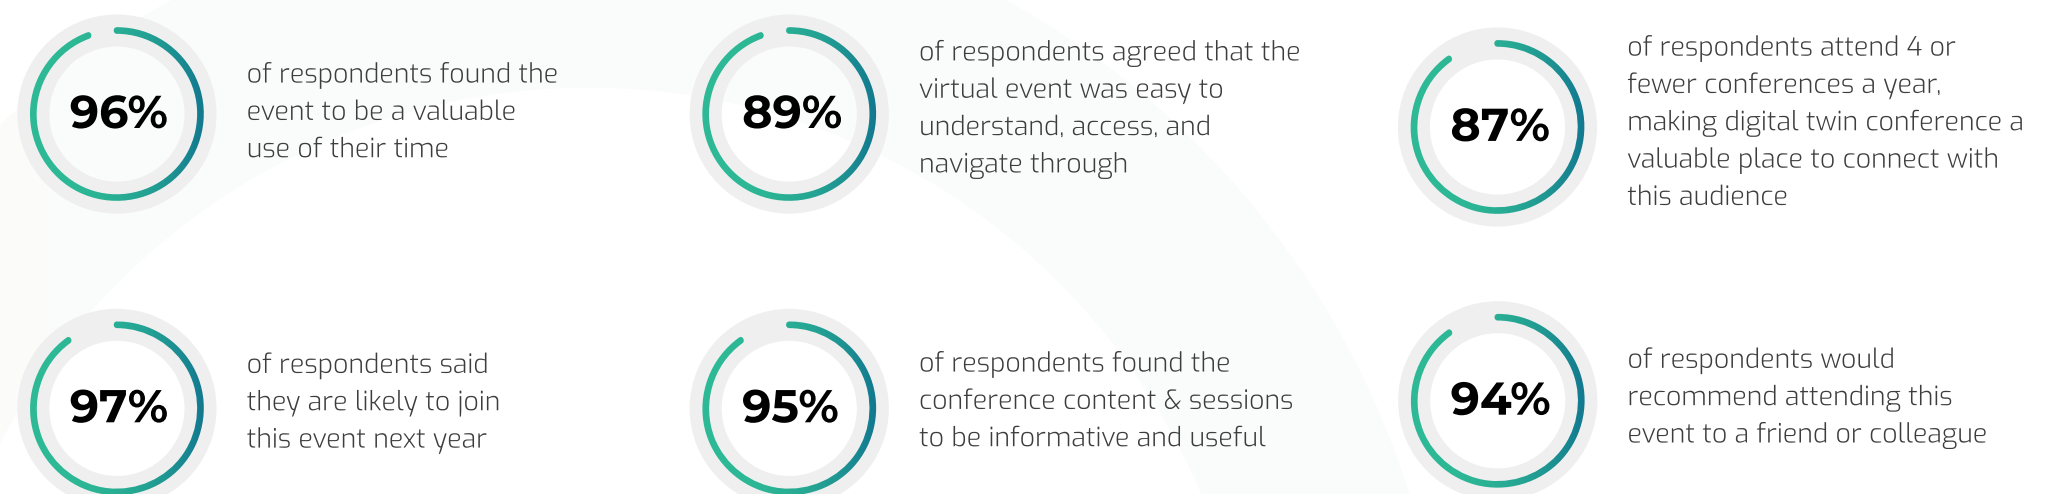 96%
of respondents found the
event to be a valuable
use of their time
89%
of respondents agreed that the
virtual event was easy to
understand, access, and
navigate through
87%
of respondents attend 4 or
fewer conferences a year,
making digital twin conference a
valuable place to connect with
this audience
97%
of respondents said
they are likely to join
this event next year
95%
of respondents found the
conference content & sessions
to be informative and useful
94%
of respondents would
recommend attending this
event to a friend or colleague